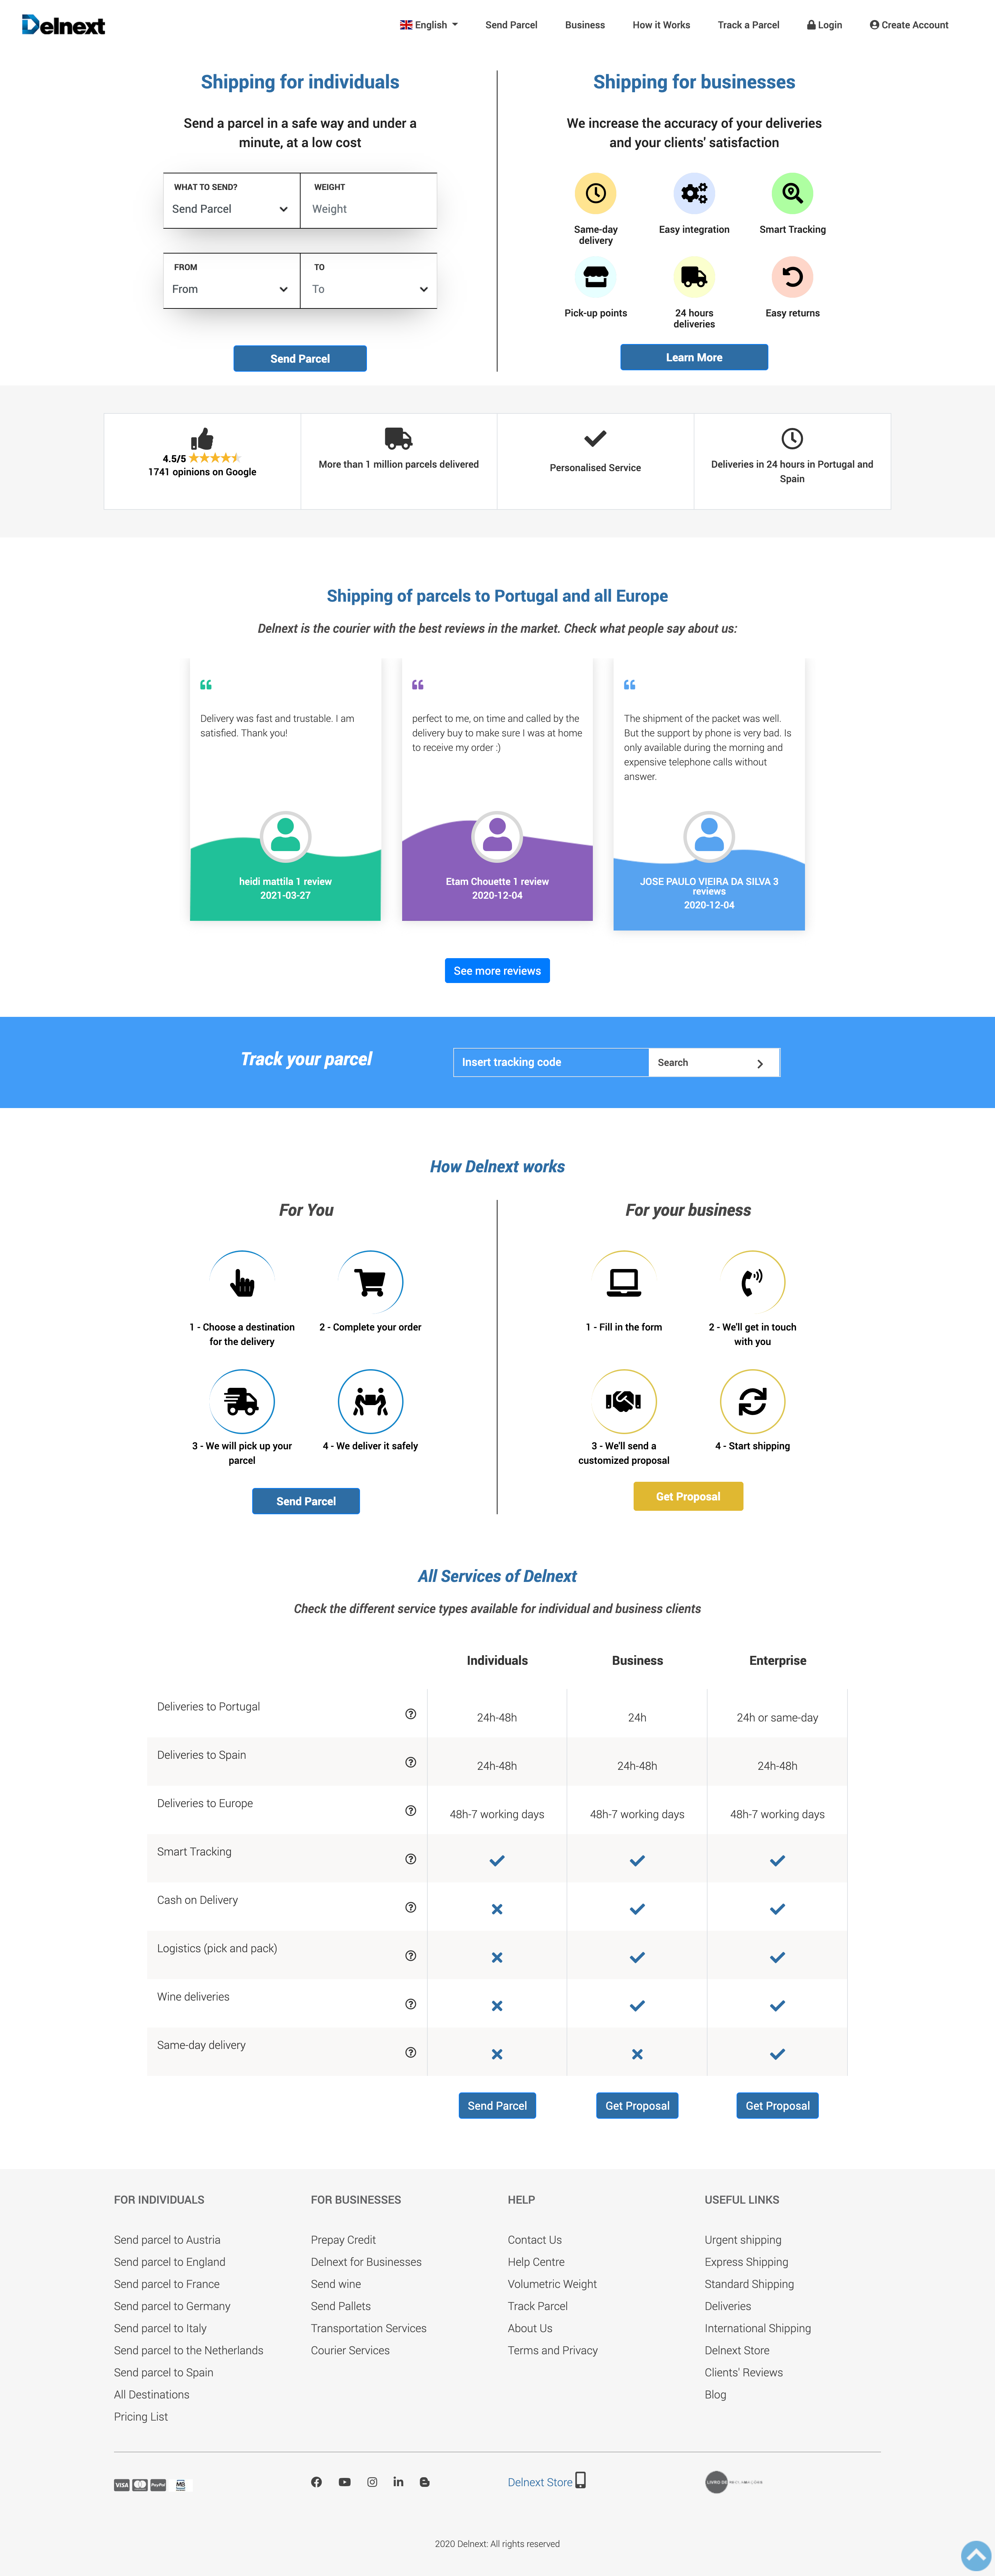 Delnext
English
Send Parcel
Business
How it Works
Track a Parcel
Login
Create Account
Shipping for individuals
Send a parcel in a safe way and under a
minute, at a low cost
WHAT TO SEND?
Send Parcel
WEIGHT
Weight
FROM
From
TO
To
Send Parcel
Shipping for businesses
We increase the accuracy of your deliveries
and your clients' satisfaction
Same-day
delivery
Easy integration
Smart Tracking
Pick-up points
24 hours
deliveries
Easy returns
Learn More
4.5/5
1741 opinions on Google
More than 1 million parcels delivered
Personalised Service
Deliveries in 24 hours in Portugal and
Spain
Shipping of parcels to Portugal and all Europe
Delnext is the courier with the best reviews in the market. Check what people say about us:
Delivery was fast and trustable. I am
satisfied. Thank you!
heidi mattila 1 review
2021-03-27
perfect to me, on time and called by the
delivery buy to make sure I was at home
to receive my order :)
Etam Chouette 1 review
2020-12-04
The shipment of the packet was well.
But the support by phone is very bad. Is
only available during the morning and
expensive telephone calls without
answer.
JOSE PAULO VIEIRA DA SILVA 3
reviews
2020-12-04
See more reviews
Track your parcel
Insert tracking code
Search
How Delnext works
For You
1 - Choose a destination
for the delivery
2 - Complete your order
3 - We will pick up your
parcel
4 - We deliver it safely
Send Parcel
For your business
1 - Fill in the form
2 - We'll get in touch
with you
3 - We'll send a
customized proposal
4 - Start shipping
Get Proposal
All Services of Delnext
Check the different service types available for individual and business clients
Individuals Business Enterprise
Deliveries to Portugal 24h-48h 24h 24h or same-day
Deliveries to Spain 24h-48h 24h-48h 24h-48h
Deliveries to Europe 48h-7 working days 48h-7 working days 48h-7 working days
Smart Tracking
Cash on Delivery
Logistics (pick and pack)
Wine deliveries
Same-day delivery
Send Parcel Get Proposal Get Proposal
FOR INDIVIDUALS
Send parcel to Austria
Send parcel to England
Send parcel to France
Send parcel to Germany
Send parcel to Italy
Send parcel to the Netherlands
Send parcel to Spain
All Destinations
Pricing List
FOR BUSINESSES
Prepay Credit
Delnext for Businesses
Send wine
Send Pallets
Transportation Services
Courier Services
HELP
Contact Us
Help Centre
Volumetric Weight
Track Parcel
About Us
Terms and Privacy
USEFUL LINKS
Urgent shipping
Express Shipping
Standard Shipping
Deliveries
International Shipping
Delnext Store
Clients' Reviews
Blog
VISA
PayPal
MB
Delnext Store
LIVRO DE RECLAMAÇÕES
2020 Delnext: All rights reserved